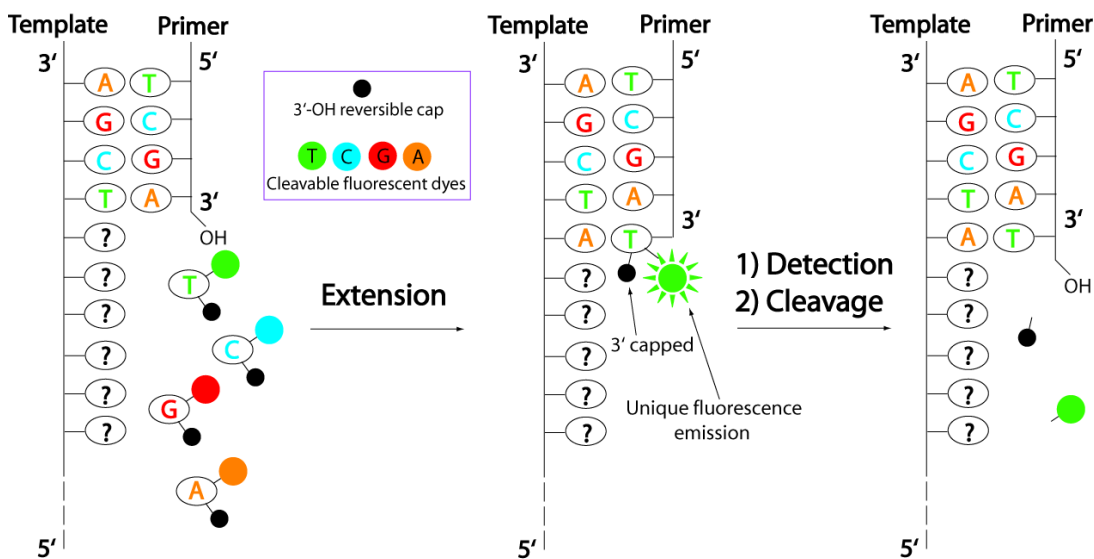 Template Primer
3‘ 5‘
A T
G C
C G
T A
3‘
?
OH
?
?
?
?
?
T
C
G
A
5‘
3‘-OH reversible cap
T C G A
Cleavable fluorescent dyes
Extension
Template Primer
3‘ 5‘
A T
G C
C G
T A
3‘
A T
?
?
?
?
?
5‘
3‘ capped
Unique fluorescence
emission
1) Detection
2) Cleavage
Template Primer
3‘ 5‘
A T
G C
C G
T A
3‘
A T
?
OH
?
?
?
?
5‘